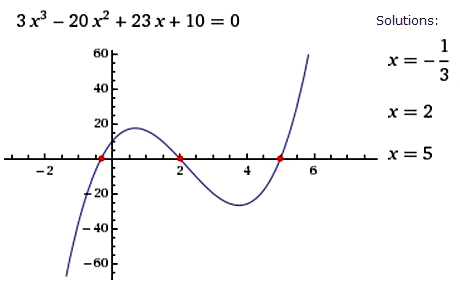 3x³ – 20x² + 23x + 10 = 0
Solutions:
x = –1/3
x = 2
x = 5
60
40
20
–2
2
4
6
–20
–40
–60